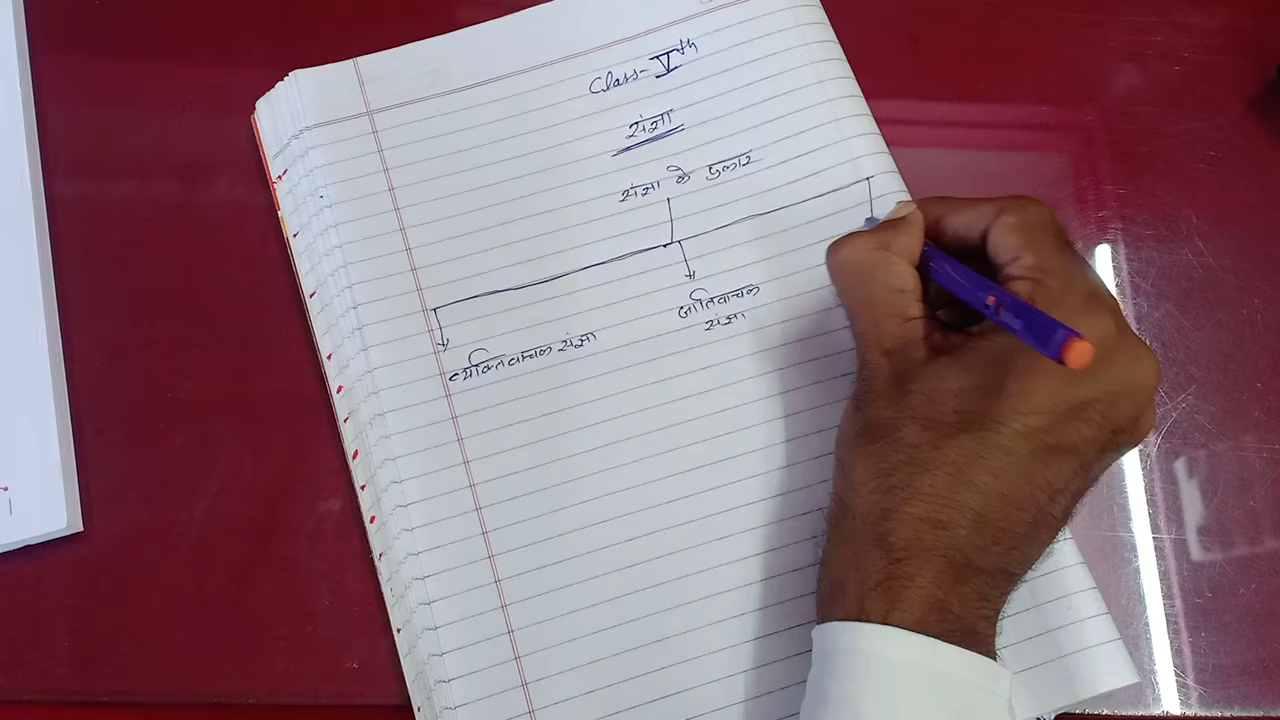 Class- Vth
संज्ञा
संज्ञा के प्रकार
व्यक्तिवाचक संज्ञा
जातिवाचक
संज्ञा